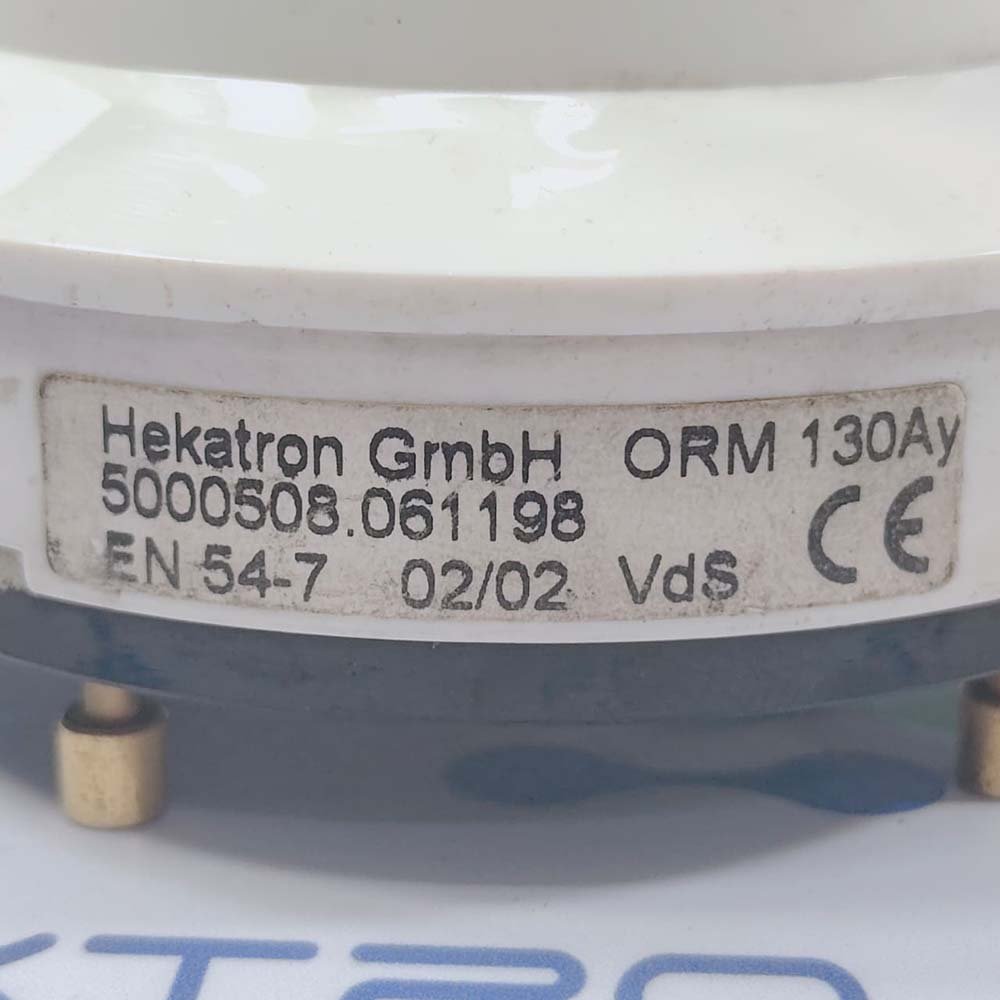 Hekatron GmbH ORM 130Ay
5000508.061198 CE
EN 54-7 02/02 VdS